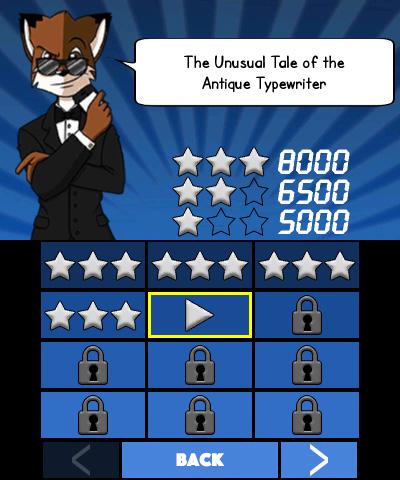 The Unusual Tale of the
Antique Typewriter
8000
6500
5000
BACK